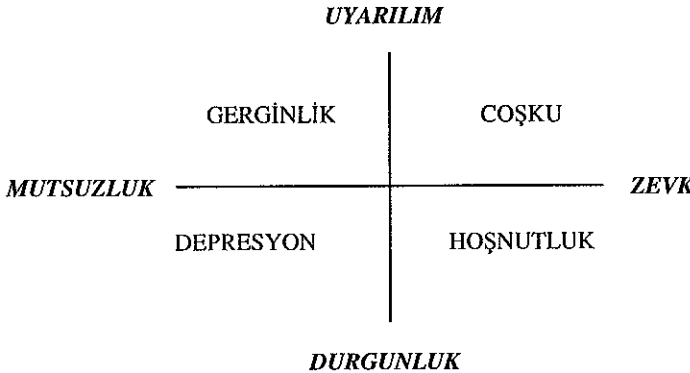 UYARILIM
GERGİNLİK COŞKU
MUTSUZLUK ZEVK
DEPRESYON HOŞNUTLUK
DURGUNLUK